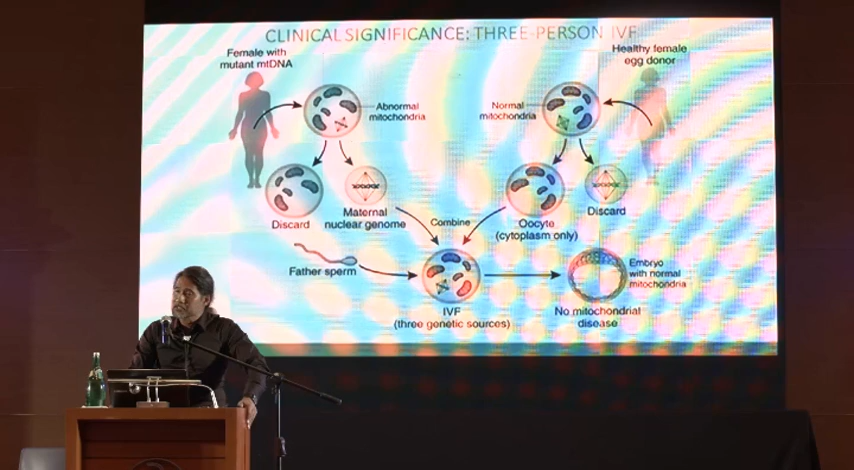 CLINICAL SIGNIFICANCE: THREE-PERSON IVF
Female with
mutant mtDNA
Healthy female
egg donor
Abnormal
mitochondria
Normal
mitochondria
Discard
Maternal
nuclear genome
Combine
Oocyte
(cytoplasm only)
Discard
Father sperm
IVF
(three genetic sources)
Embryo
with normal
mitochondria
No mitochondrial
disease